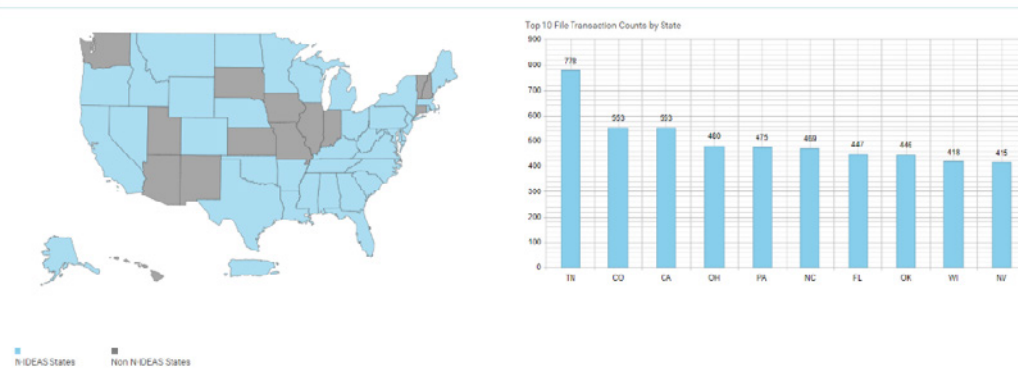 Top 10 File Transaction Counts by State
900
800
700
600
500
400
300
200
100
0
778
553
553
480
475
469
447
446
418
415
TN
CO
CA
OH
PA
NC
FL
OK
WI
NV
N-IDEAS States
Non N-IDEAS States